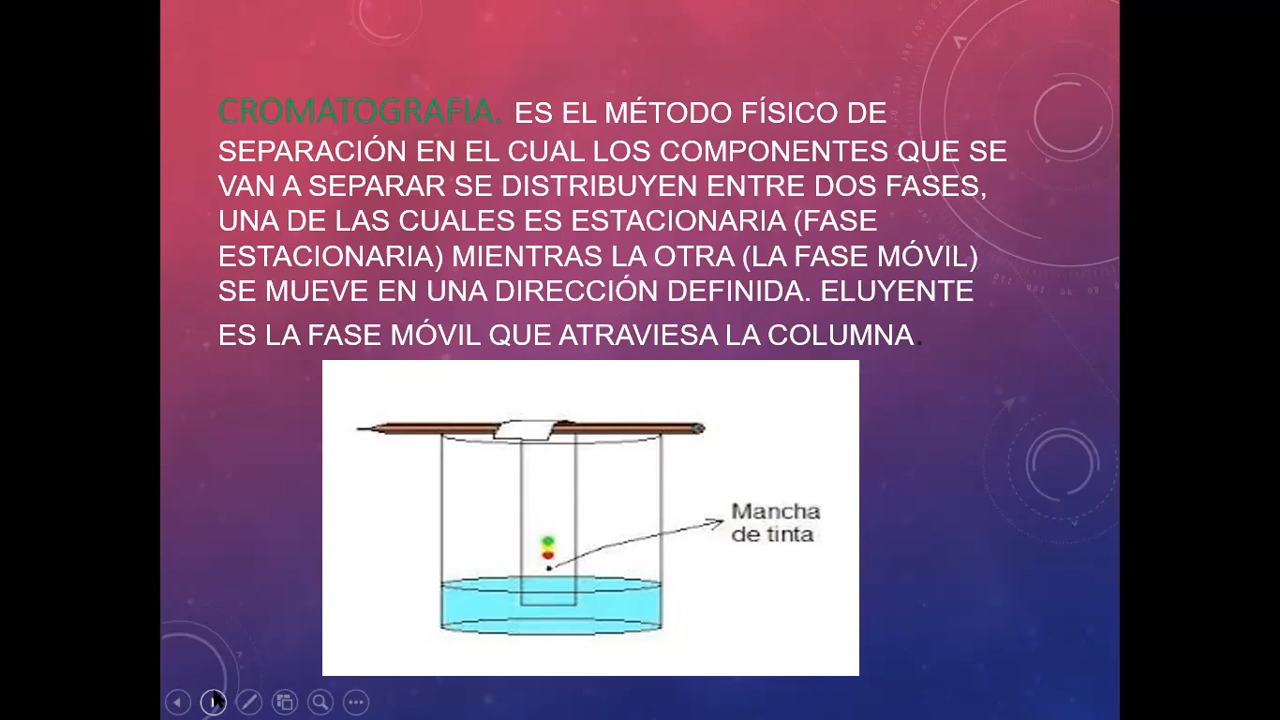 CROMATOGRAFIA. ES EL MÉTODO FÍSICO DE
SEPARACIÓN EN EL CUAL LOS COMPONENTES QUE SE
VAN A SEPARAR SE DISTRIBUYEN ENTRE DOS FASES,
UNA DE LAS CUALES ES ESTACIONARIA (FASE
ESTACIONARIA) MIENTRAS LA OTRA (LA FASE MÓVIL)
SE MUEVE EN UNA DIRECCIÓN DEFINIDA. ELUYENTE
ES LA FASE MÓVIL QUE ATRAVIESA LA COLUMNA.
Mancha
de tinta